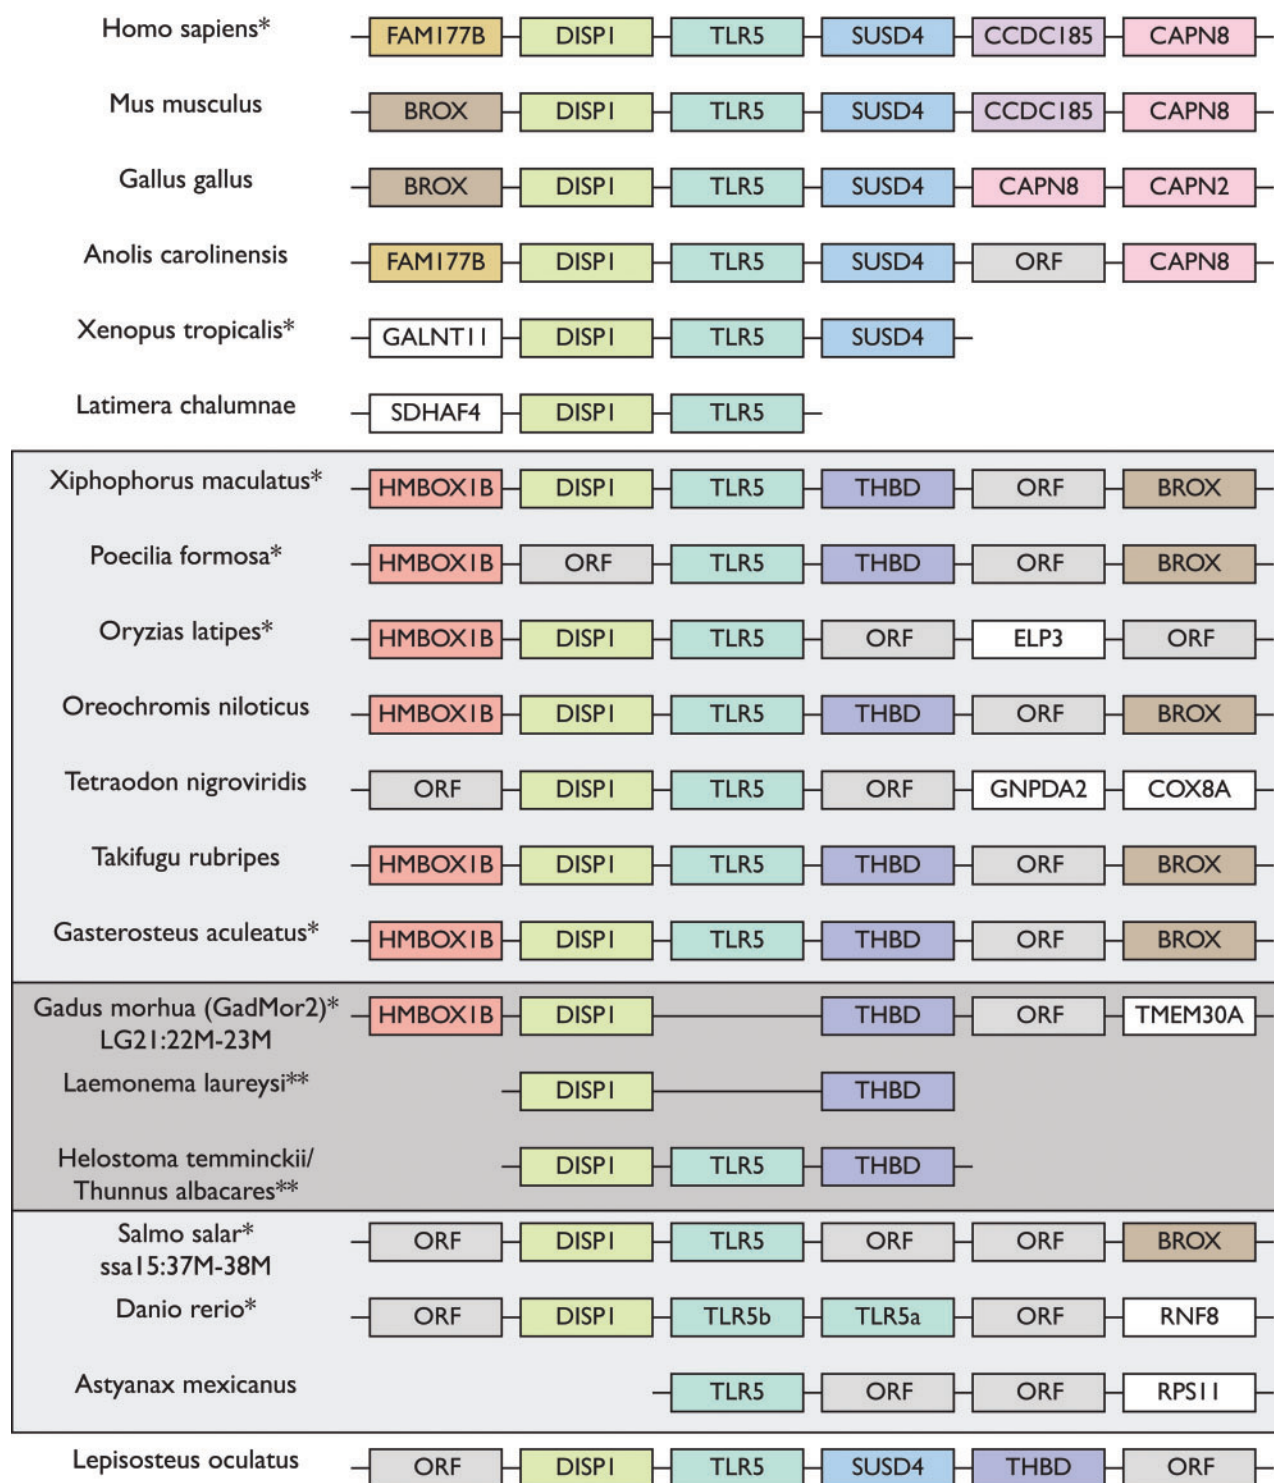 Homo sapiens* FAM177B DISP1 TLR5 SUSD4 CCDC185 CAPN8
Mus musculus BROX DISP1 TLR5 SUSD4 CCDC185 CAPN8
Gallus gallus BROX DISP1 TLR5 SUSD4 CAPN8 CAPN2
Anolis carolinensis FAM177B DISP1 TLR5 SUSD4 ORF CAPN8
Xenopus tropicalis* GALNT11 DISP1 TLR5 SUSD4
Latimera chalumnae SDHAF4 DISP1 TLR5
Xiphophorus maculatus* HMBOX1B DISP1 TLR5 THBD ORF BROX
Poecilia formosa* HMBOX1B ORF TLR5 THBD ORF BROX
Oryzias latipes* HMBOX1B DISP1 TLR5 ORF ELP3 ORF
Oreochromis niloticus HMBOX1B DISP1 TLR5 THBD ORF BROX
Tetraodon nigroviridis ORF DISP1 TLR5 ORF GNPDA2 COX8A
Takifugu rubripes HMBOX1B DISP1 TLR5 THBD ORF BROX
Gasterosteus aculeatus* HMBOX1B DISP1 TLR5 THBD ORF BROX
Gadus morhua (GadMor2)* HMBOX1B DISP1 THBD ORF TMEM30A
LG21:22M-23M
Laemonema laureysi** DISP1 THBD
Helostoma temminckii/ DISP1 TLR5 THBD
Thunnus albacares**
Salmo salar* ORF DISP1 TLR5 ORF ORF BROX
ssa15:37M-38M
Danio rerio* ORF DISP1 TLR5b TLR5a ORF RNF8
Astyanax mexicanus TLR5 ORF ORF RPS11
Lepisosteus oculatus ORF DISP1 TLR5 SUSD4 THBD ORF